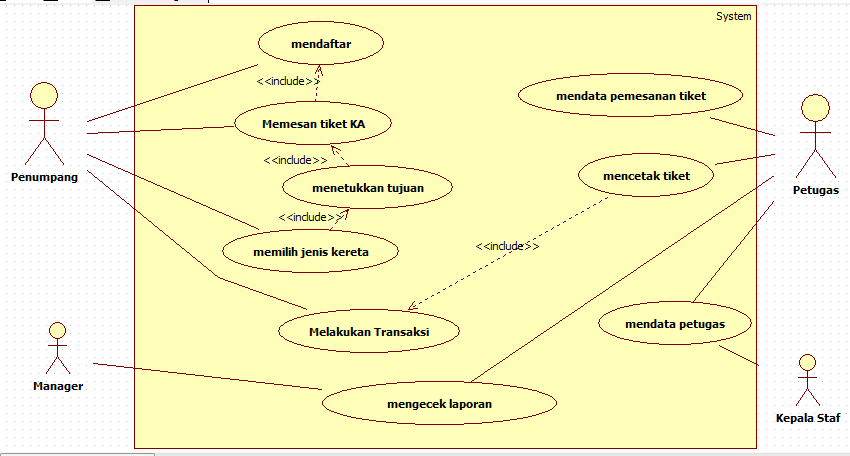 System
mendaftar
<<include>>
mendata pemesanan tiket
Memesan tiket KA
<<include>>
Penumpang
menetukkan tujuan
mencetak tiket
Petugas
<<include>>
memilih jenis kereta
<<include>>
Melakukan Transaksi
mendata petugas
Manager
mengecek laporan
Kepala Staf